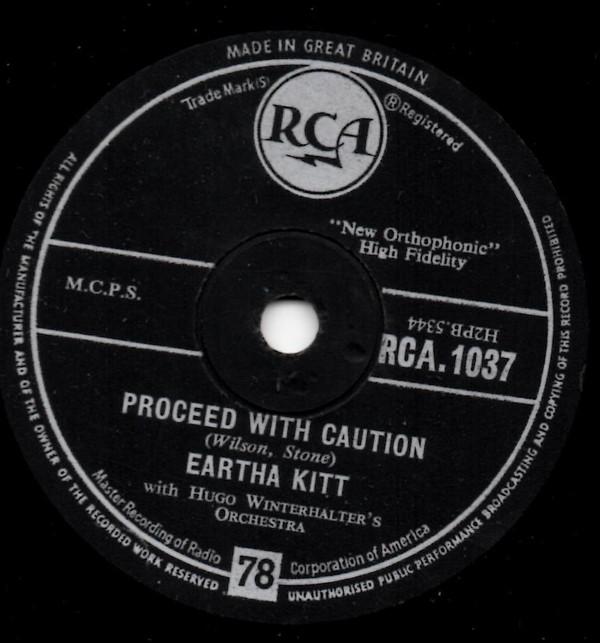 MADE IN GREAT BRITAIN
Trade Mark(S)
RCA
®Registered
"New Orthophonic"
High Fidelity
M.C.P.S.
H2PB.5344
RCA.1037
PROCEED WITH CAUTION
(Wilson, Stone)
EARTHA KITT
with HUGO WINTERHALTER'S
ORCHESTRA
Master Recording of Radio Corporation of America
78
ALL RIGHTS OF THE MANUFACTURER AND OF THE OWNER OF THE RECORDED WORK RESERVED
UNAUTHORISED PUBLIC PERFORMANCE BROADCASTING AND COPYING OF THIS RECORD PROHIBITED